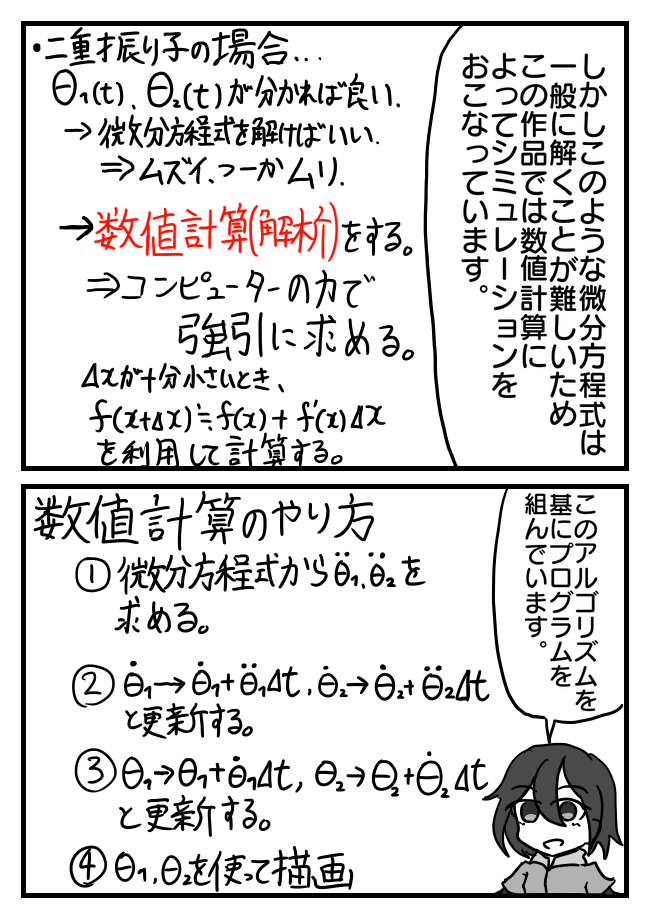 しかしこのような微分方程式は
一般に解くことが難しいため
この作品では数値計算に
よってシミュレーションを
おこなっています。
・二重振り子の場合...
θ₁(t)、θ₂(t)が分かれば良い.
→微分方程式を解けばいい.
⇒ムズイ、つーかムリ.
→数値計算(解析)をする。
⇒コンピューターの力で
強引に求める。
Δxが十分小さいとき、
f(x+Δx)≒f(x)+f'(x)Δx
を利用して計算する。
このアルゴリズムを
基にプログラムを
組んでいます。
数値計算のやり方
① 微分方程式からθ̈₁,θ̈₂を
求める。
② θ̇₁→θ̇₁+θ̈₁Δt,θ̇₂→θ̇₂+θ̈₂Δt
と更新する。
③ θ₁→θ₁+θ̇₁Δt,θ₂→θ₂+θ̇₂Δt
と更新する。
④ θ₁,θ₂を使って描画